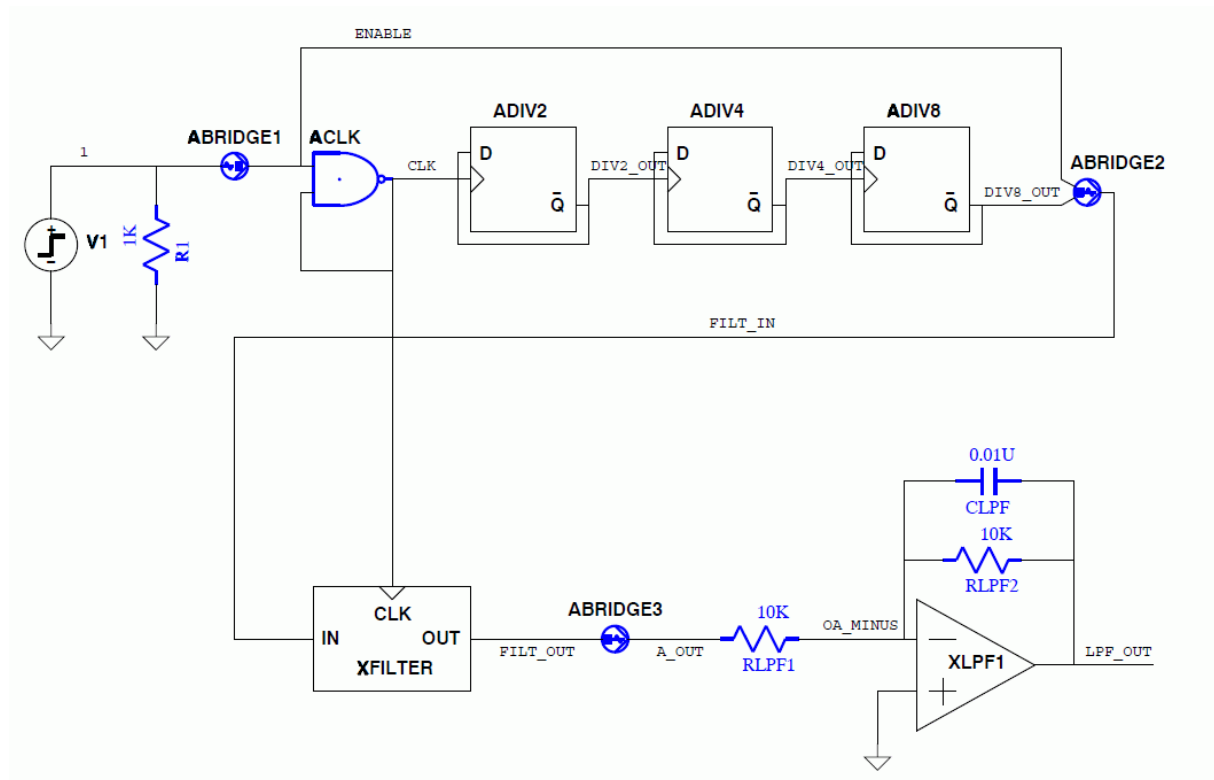 ENABLE
ADIV2
ADIV4
ADIV8
ABRIDGE1
ACLK
1
CLK
D
DIV2_OUT
D
DIV4_OUT
D
ABRIDGE2
DIV8_OUT
Q̅
Q̅
Q̅
V1
1K
R1
FILT_IN
0.01U
CLPF
10K
RLPF2
CLK
IN
OUT
XFILTER
ABRIDGE3
FILT_OUT
A_OUT
10K
RLPF1
OA_MINUS
XLPF1
LPF_OUT